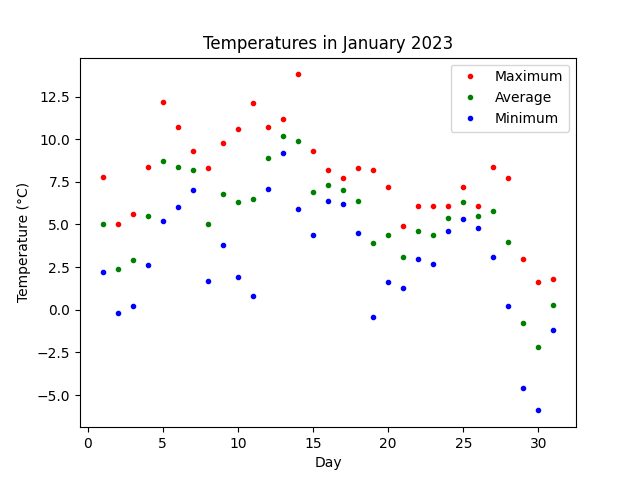 Temperatures in January 2023
Maximum
Average
Minimum
Temperature (°C)
12.5
10.0
7.5
5.0
2.5
0.0
−2.5
−5.0
0 5 10 15 20 25 30
Day